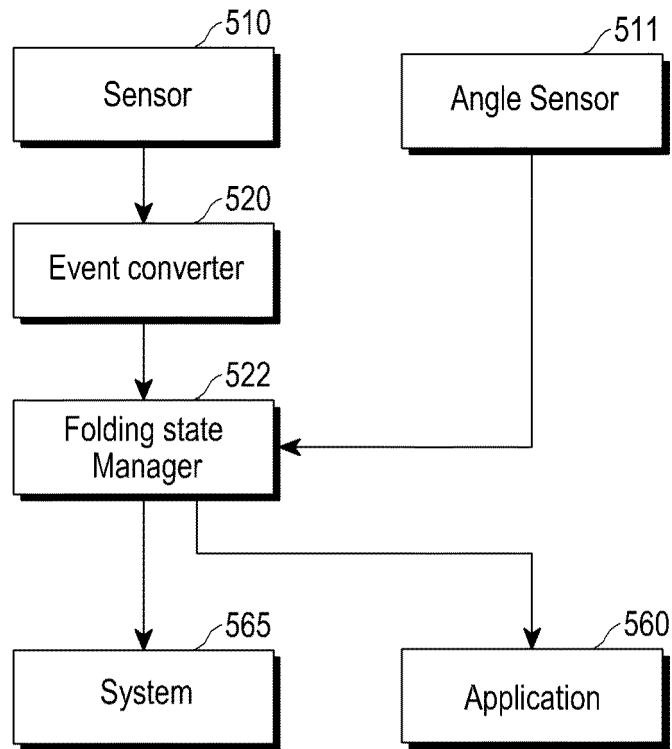 510
Sensor
511
Angle Sensor
520
Event converter
522
Folding state
Manager
565
System
560
Application